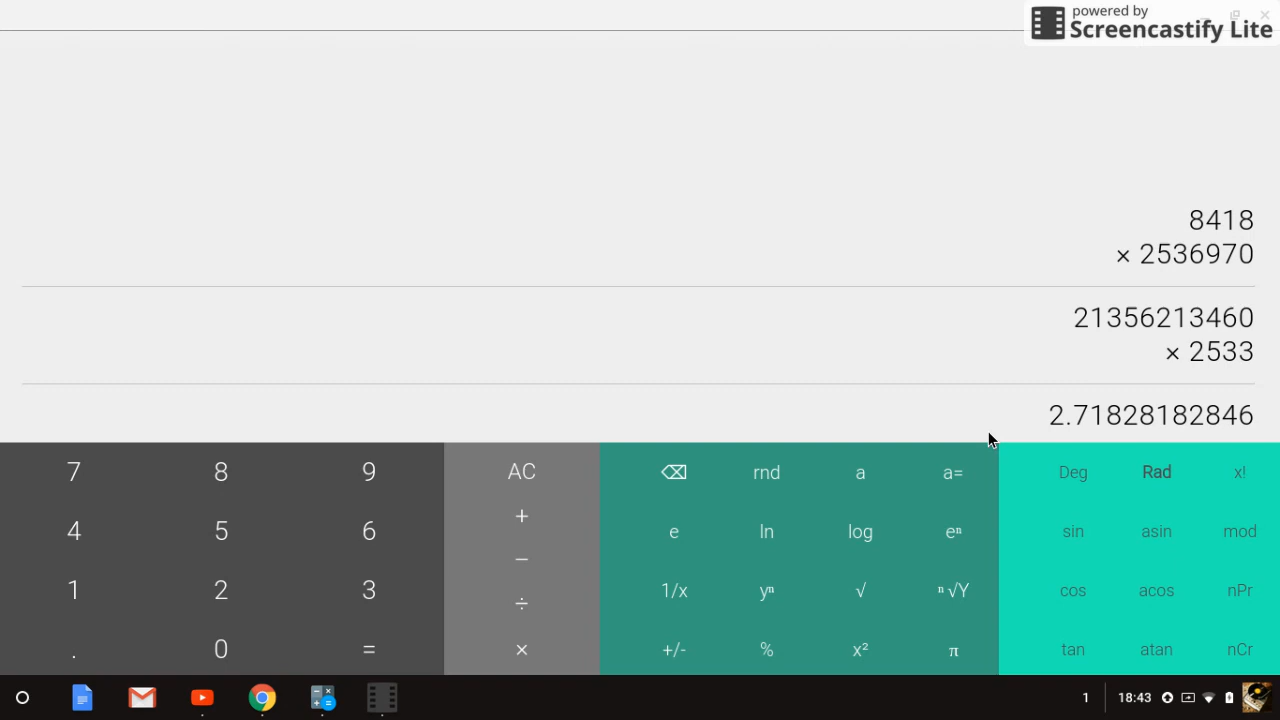 powered by
Screencastify Lite
8418
× 2536970
21356213460
× 2533
2.71828182846
7 8 9 AC ⌫ rnd a a= Deg Rad x!
+
4 5 6 e ln log eⁿ sin asin mod
−
1 2 3 ÷ 1/x yⁿ √ ⁿ√Y cos acos nPr
. 0 = × +/- % x² π tan atan nCr
1 18:43